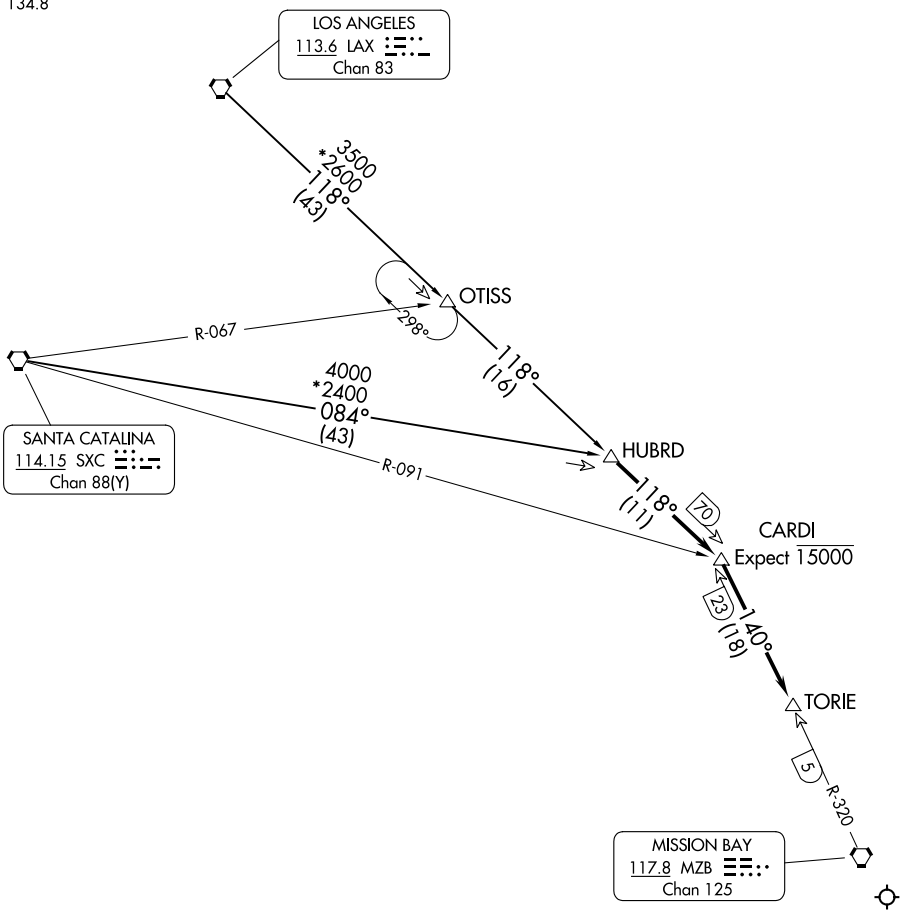 134.8
LOS ANGELES
113.6 LAX
Chan 83
3500
*2600
118°
(43)
OTISS
298°
R-067
118°
(16)
4000
*2400
084°
(43)
SANTA CATALINA
114.15 SXC
Chan 88(Y)
R-091
HUBRD
118°
(11)
70
CARDI
Expect 15000
23
140°
(18)
TORIE
5
R-320
MISSION BAY
117.8 MZB
Chan 125